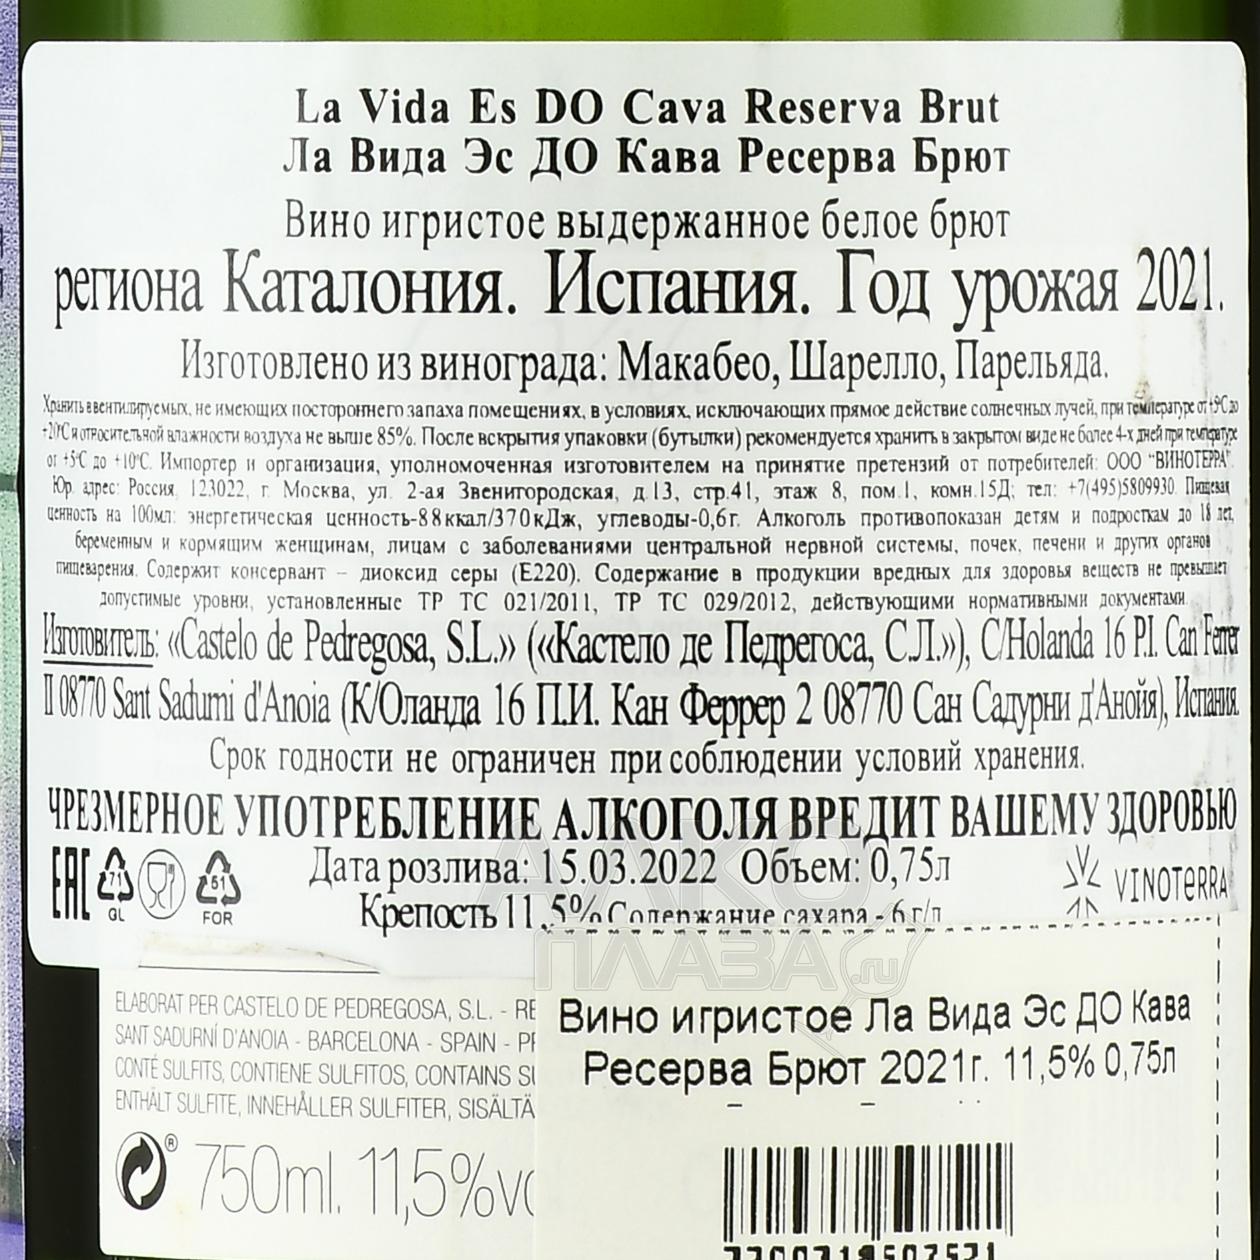 La Vida Es DO Cava Reserva Brut
Ла Вида Эс ДО Кава Ресерва Брют
Вино игристое выдержанное белое брют
региона Каталония. Испания. Год урожая 2021.
Изготовлено из винограда: Макабео, Шарелло, Парельяда.
Хранить в вентилируемых, не имеющих постороннего запаха помещениях, в условиях, исключающих прямое действие солнечных лучей, при температуре от +5°C до
+20°C и относительной влажности воздуха не выше 85%. После вскрытия упаковки (бутылки) рекомендуется хранить в закрытом виде не более 4-х дней при температуре
от +5°C до +10°C. Импортер и организация, уполномоченная изготовителем на принятие претензий от потребителей: ООО "ВИНОТЕРРА".
Юр. адрес: Россия, 123022, г. Москва, ул. 2-ая Звенигородская, д.13, стр.41, этаж 8, пом.1, комн.15Д; тел: +7(495)5809930. Пищевая
ценность на 100мл: энергетическая ценность-88ккал/370кДж, углеводы-0,6г. Алкоголь противопоказан детям и подросткам до 18 лет,
беременным и кормящим женщинам, лицам с заболеваниями центральной нервной системы, почек, печени и других органов
пищеварения. Содержит консервант – диоксид серы (E220). Содержание в продукции вредных для здоровья веществ не превышает
допустимые уровни, установленные ТР ТС 021/2011, ТР ТС 029/2012, действующими нормативными документами.
Изготовитель: «Castelo de Pedregosa, S.L.» («Кастело де Педрегоса, С.Л.»), C/Holanda 16 P.I. Can Ferrer
II 08770 Sant Sadurni d'Anoia (К/Оланда 16 П.И. Кан Феррер 2 08770 Сан Садурни д'Анойя), Испания.
Срок годности не ограничен при соблюдении условий хранения.
ЧРЕЗМЕРНОЕ УПОТРЕБЛЕНИЕ АЛКОГОЛЯ ВРЕДИТ ВАШЕМУ ЗДОРОВЬЮ
EAC 71 GL 51 FOR
Дата розлива: 15.03.2022 Объем: 0,75л
VINOTERRA
Крепость 11,5% Содержание сахара - 6 г/л
АЛКО
ПЛАЗА.ru
ELABORAT PER CASTELO DE PEDREGOSA, S.L. - RE
SANT SADURNÍ D'ANOIA - BARCELONA - SPAIN - PR
CONTÉ SULFITS, CONTIENE SULFITOS, CONTAINS SU
ENTHÄLT SULFITE, INNEHÅLLER SULFITER, SISÄLTÄ
750ml. 11,5%vo
Вино игристое Ла Вида Эс ДО Кава
Ресерва Брют 2021г. 11,5% 0,75л